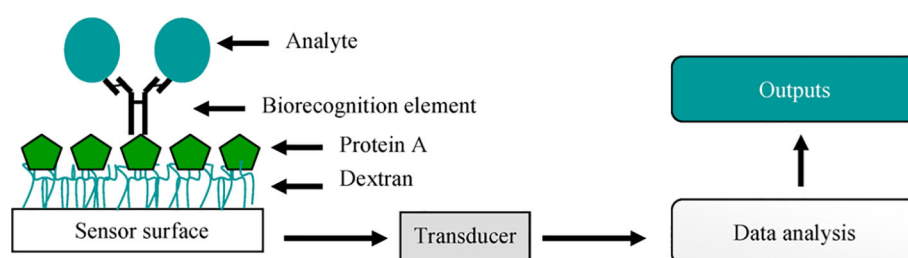 Analyte
Biorecognition element
Protein A
Dextran
Sensor surface
Transducer
Outputs
Data analysis